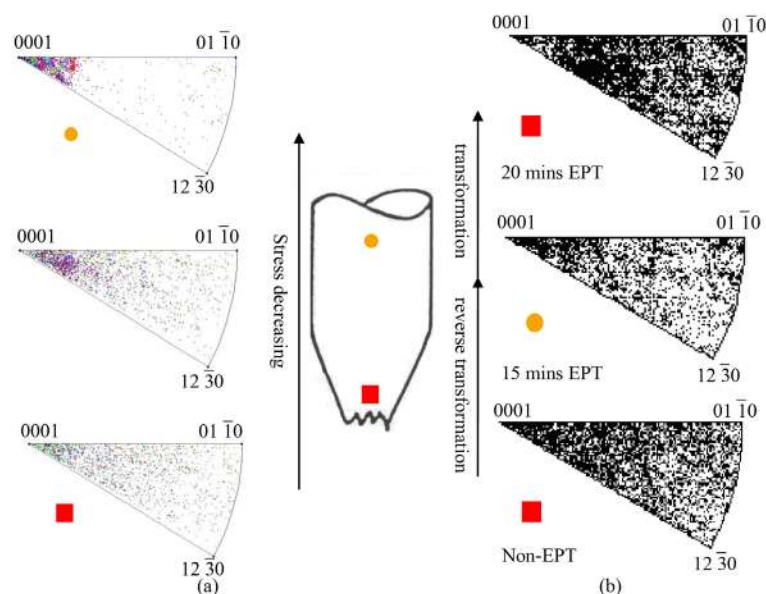 0001
01 1̅0
12 3̅0
0001
01 1̅0
12 3̅0
0001
01 1̅0
12 3̅0
(a)
Stress decreasing
transformation
reverse transformation
0001
01 1̅0
12 3̅0
20 mins EPT
0001
01 1̅0
12 3̅0
15 mins EPT
0001
01 1̅0
12 3̅0
Non-EPT
(b)